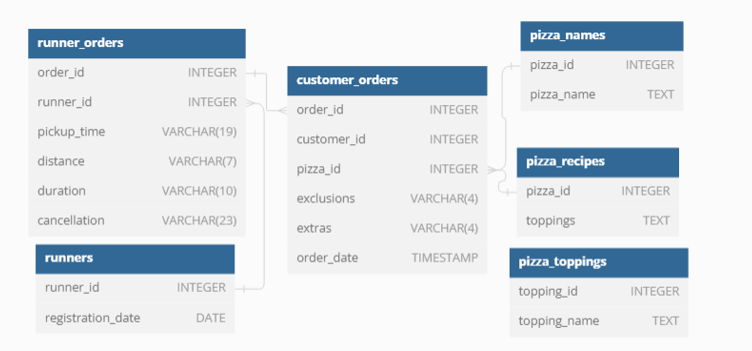 runner_orders
order_id INTEGER
runner_id INTEGER
pickup_time VARCHAR(19)
distance VARCHAR(7)
duration VARCHAR(10)
cancellation VARCHAR(23)
runners
runner_id INTEGER
registration_date DATE
customer_orders
order_id INTEGER
customer_id INTEGER
pizza_id INTEGER
exclusions VARCHAR(4)
extras VARCHAR(4)
order_date TIMESTAMP
pizza_names
pizza_id INTEGER
pizza_name TEXT
pizza_recipes
pizza_id INTEGER
toppings TEXT
pizza_toppings
topping_id INTEGER
topping_name TEXT